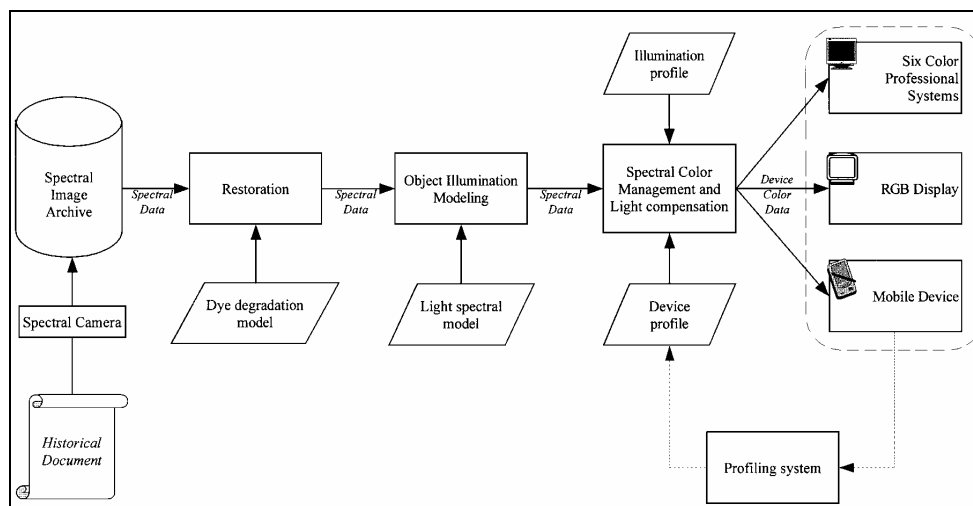 Illumination
profile
Six Color
Professional
Systems
Spectral
Image
Archive
Spectral
Data
Restoration
Spectral
Data
Object Illumination
Modeling
Spectral
Data
Spectral Color
Management and
Light compensation
Device
Color Data
RGB Display
Mobile Device
Spectral Camera
Dye degradation
model
Light spectral
model
Device
profile
Historical
Document
Profiling system